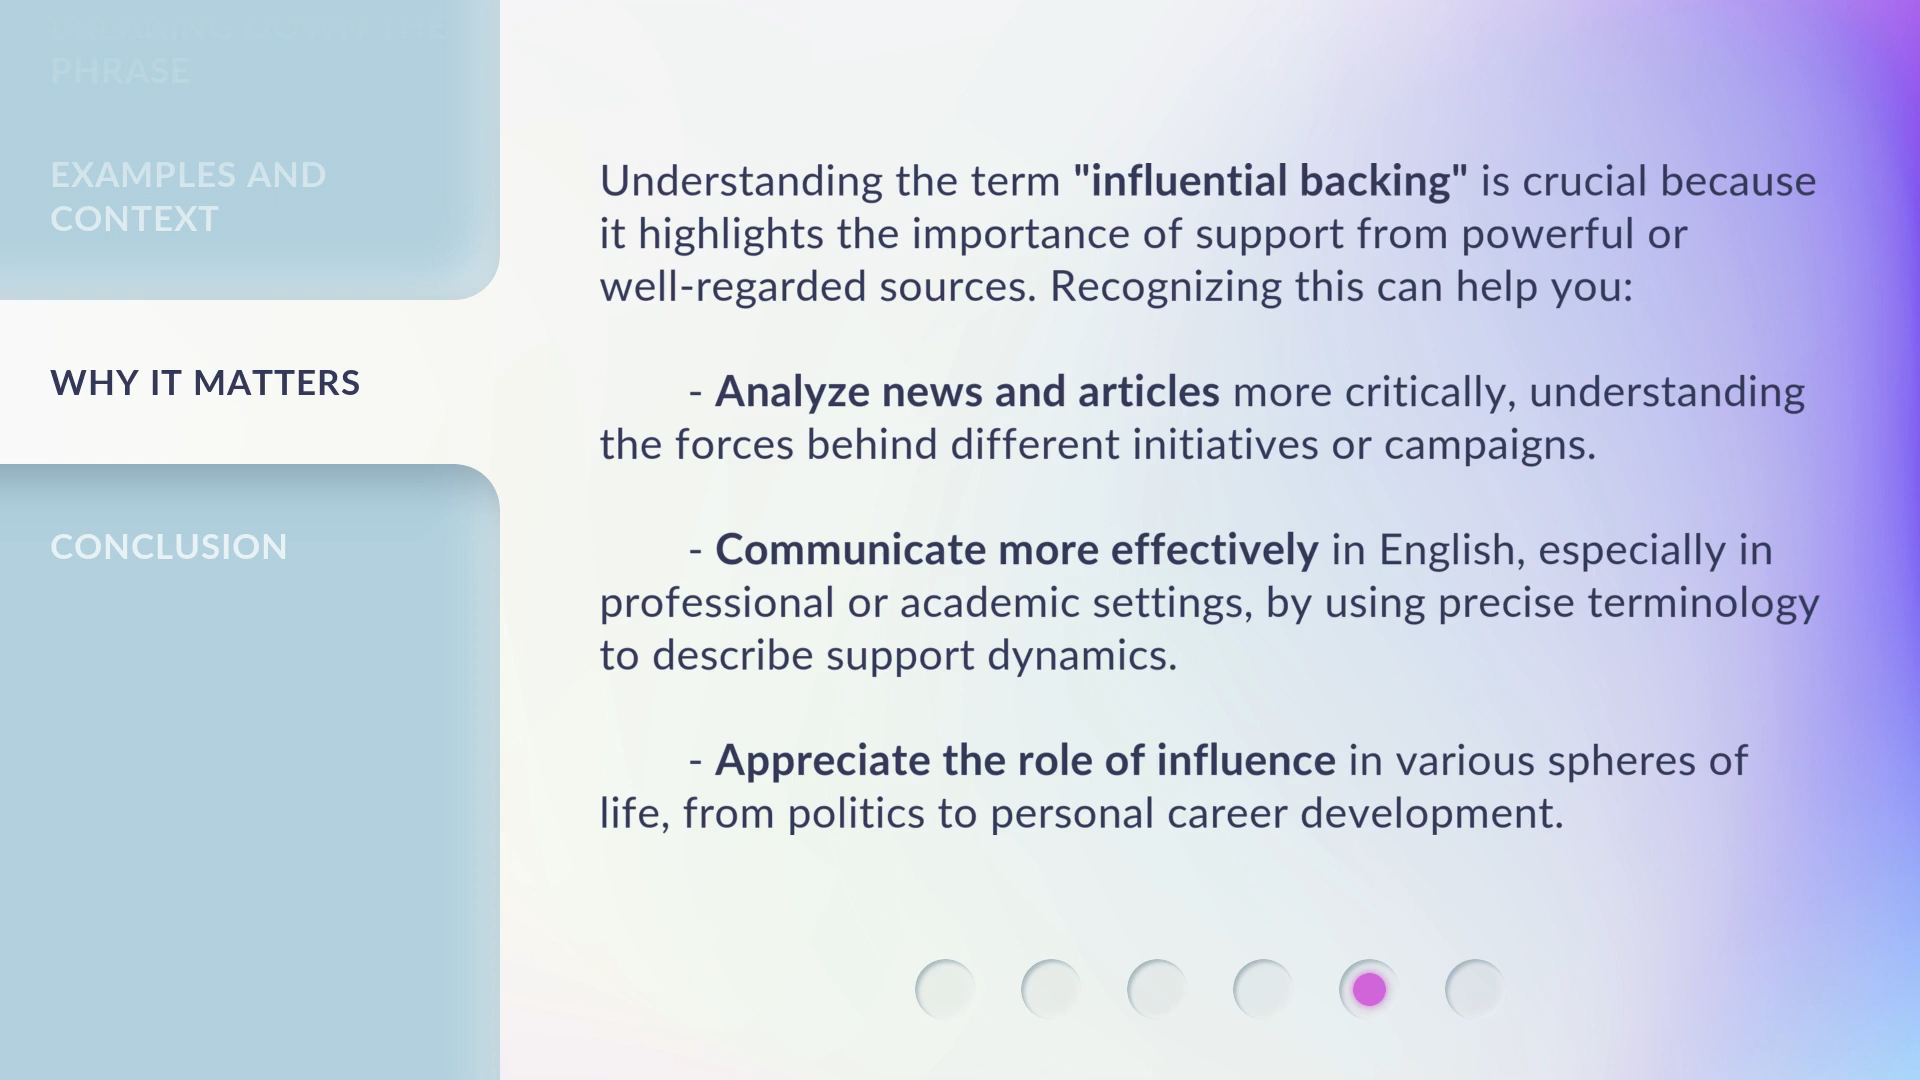 BREAKING DOWN THE
PHRASE
EXAMPLES AND
CONTEXT
WHY IT MATTERS
CONCLUSION
Understanding the term "influential backing" is crucial because
it highlights the importance of support from powerful or
well-regarded sources. Recognizing this can help you:
- Analyze news and articles more critically, understanding
the forces behind different initiatives or campaigns.
- Communicate more effectively in English, especially in
professional or academic settings, by using precise terminology
to describe support dynamics.
- Appreciate the role of influence in various spheres of
life, from politics to personal career development.